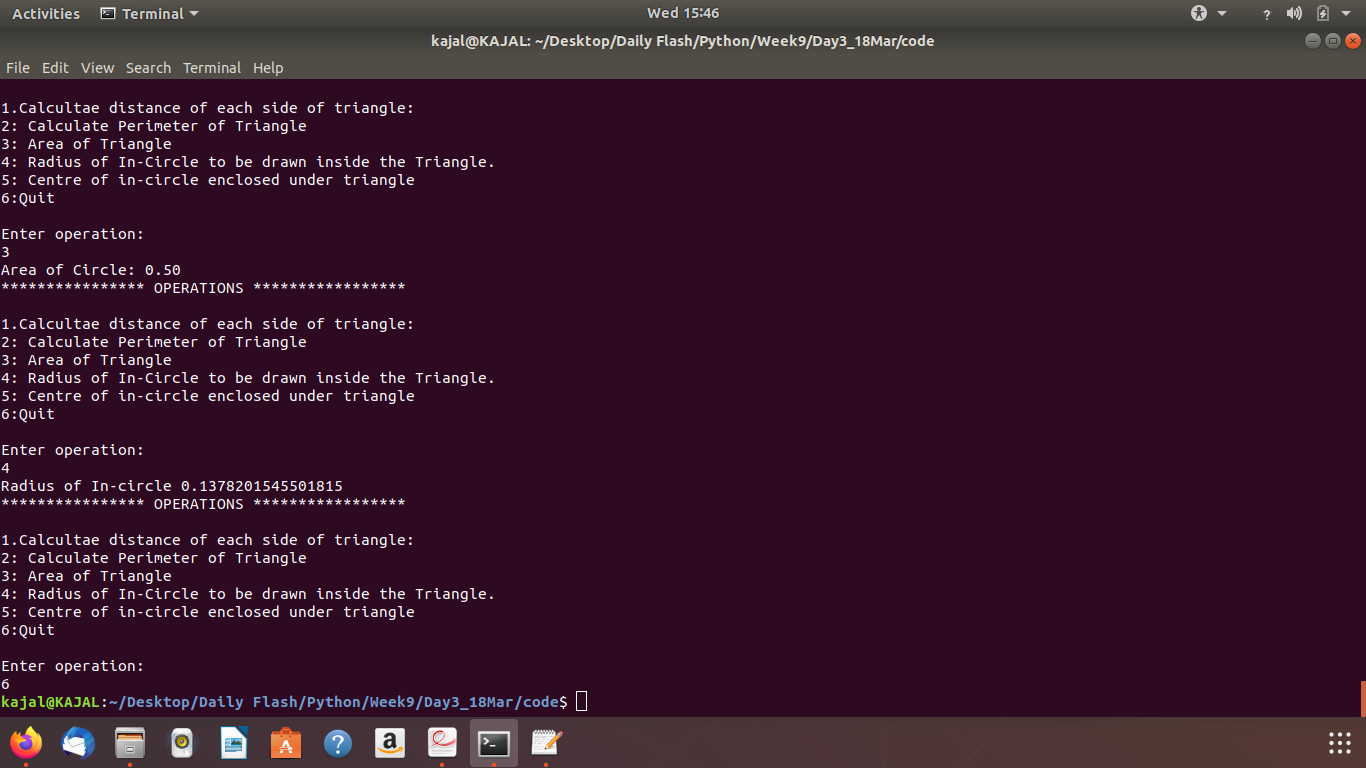 Activities Terminal Wed 15:46 ?
kajal@KAJAL: ~/Desktop/Daily Flash/Python/Week9/Day3_18Mar/code
File Edit View Search Terminal Help
1.Calcultae distance of each side of triangle:
2: Calculate Perimeter of Triangle
3: Area of Triangle
4: Radius of In-Circle to be drawn inside the Triangle.
5: Centre of in-circle enclosed under triangle
6:Quit
Enter operation:
3
Area of Circle: 0.50
**************** OPERATIONS *****************
1.Calcultae distance of each side of triangle:
2: Calculate Perimeter of Triangle
3: Area of Triangle
4: Radius of In-Circle to be drawn inside the Triangle.
5: Centre of in-circle enclosed under triangle
6:Quit
Enter operation:
4
Radius of In-circle 0.1378201545501815
**************** OPERATIONS *****************
1.Calcultae distance of each side of triangle:
2: Calculate Perimeter of Triangle
3: Area of Triangle
4: Radius of In-Circle to be drawn inside the Triangle.
5: Centre of in-circle enclosed under triangle
6:Quit
Enter operation:
6
kajal@KAJAL:~/Desktop/Daily Flash/Python/Week9/Day3_18Mar/code$